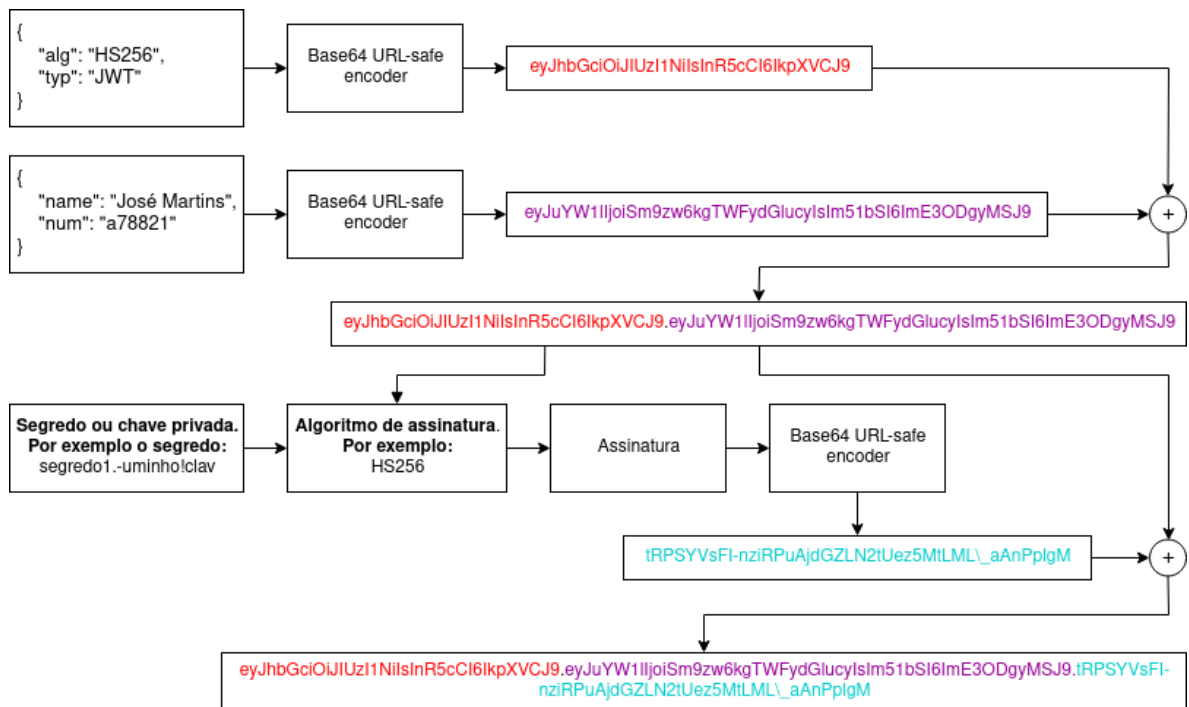 {
"alg": "HS256",
"typ": "JWT"
}
Base64 URL-safe
encoder
eyJhbGciOiJIUzI1NiIsInR5cCI6IkpXVCJ9
{
"name": "José Martins",
"num": "a78821"
}
Base64 URL-safe
encoder
eyJuYW1lIjoiSm9zw6kgTWFydGlucyIsIm51bSI6ImE3ODgyMSJ9
+
eyJhbGciOiJIUzI1NiIsInR5cCI6IkpXVCJ9.eyJuYW1lIjoiSm9zw6kgTWFydGlucyIsIm51bSI6ImE3ODgyMSJ9
Segredo ou chave privada.
Por exemplo o segredo:
segredo1.-uminho!clav
Algoritmo de assinatura.
Por exemplo:
HS256
Assinatura
Base64 URL-safe
encoder
tRPSYVsFI-nziRPuAjdGZLN2tUez5MtLML\_aAnPplgM
+
eyJhbGciOiJIUzI1NiIsInR5cCI6IkpXVCJ9.eyJuYW1lIjoiSm9zw6kgTWFydGlucyIsIm51bSI6ImE3ODgyMSJ9.tRPSYVsFI-
nziRPuAjdGZLN2tUez5MtLML\_aAnPplgM